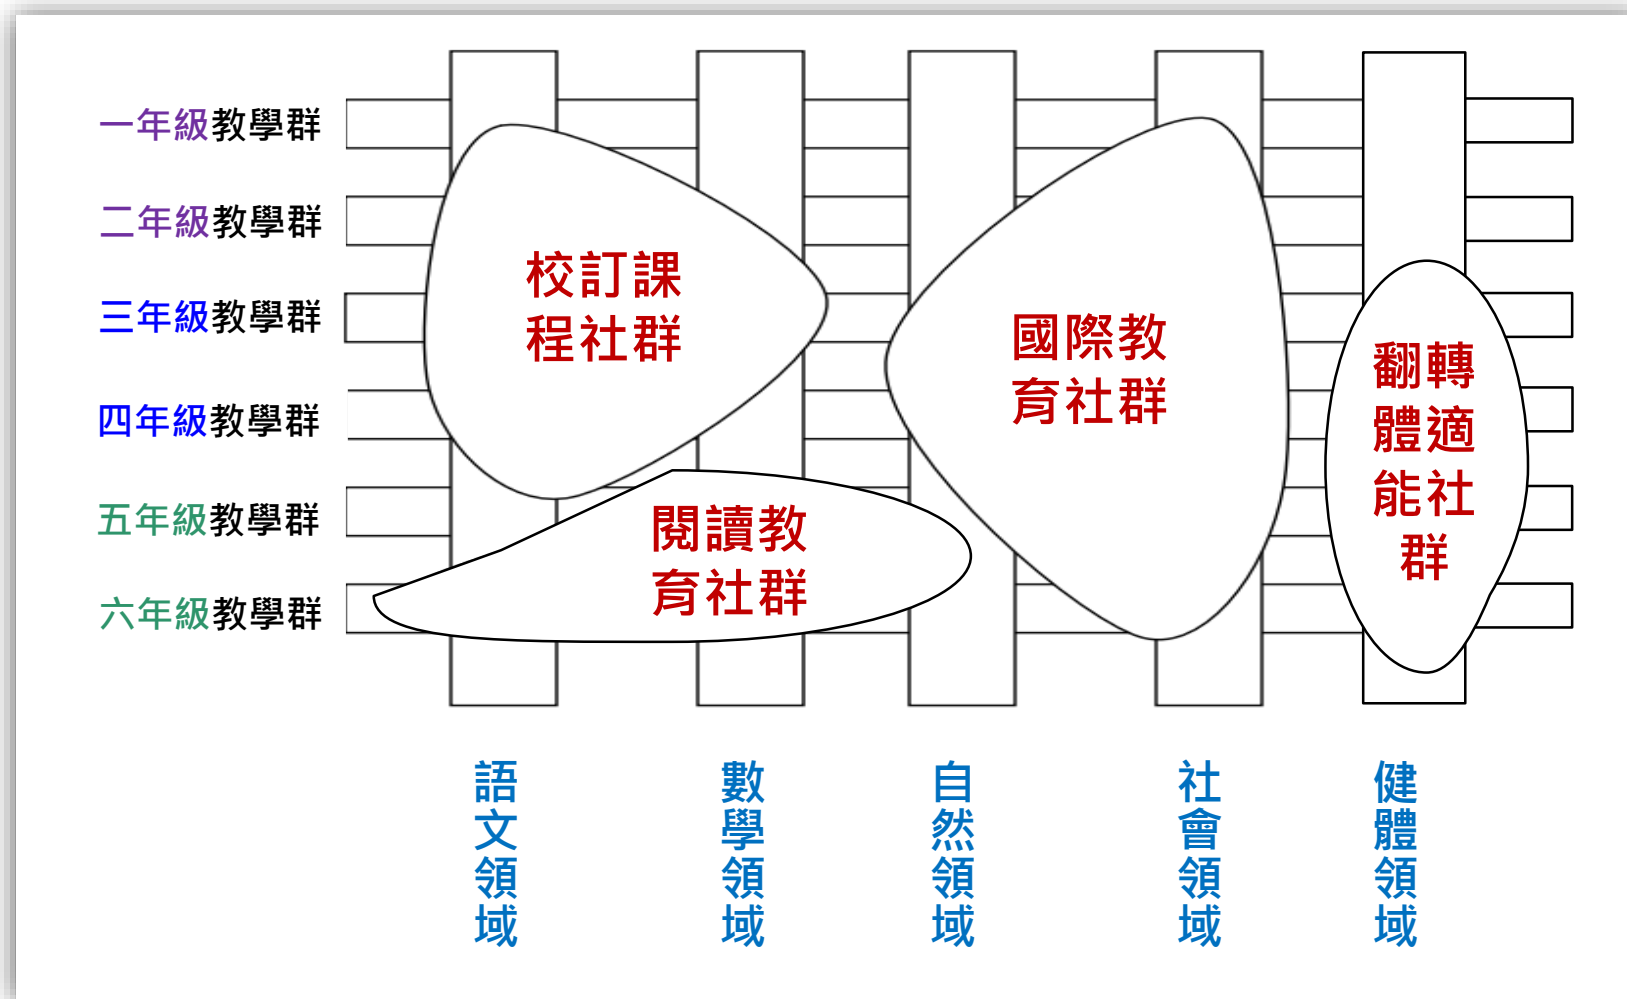 一年級教學群
二年級教學群
三年級教學群
四年級教學群
五年級教學群
六年級教學群
校訂課
程社群
國際教
育社群
閱讀教
育社群
翻轉
體適
能社
群
語文領域
數學領域
自然領域
社會領域
健體領域